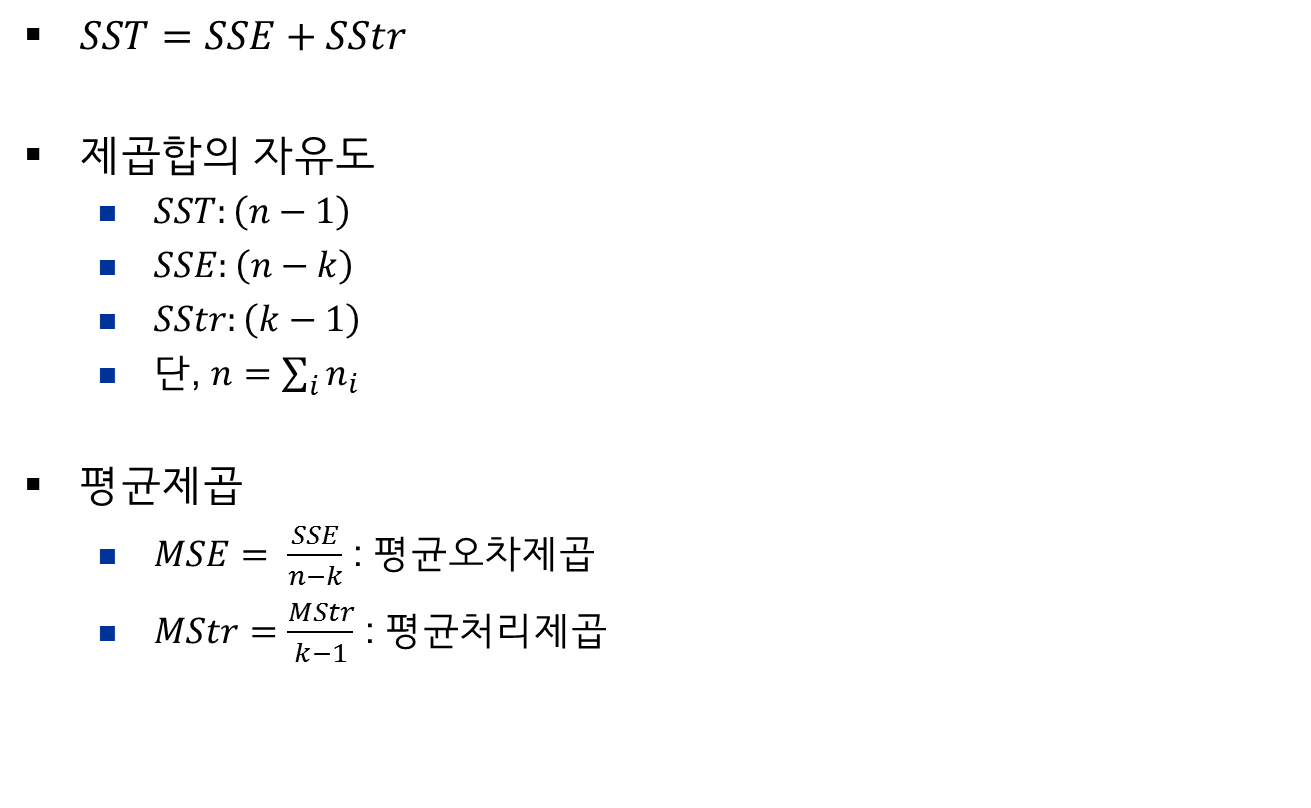 ▪ SST = SSE + SStr
▪ 제곱합의 자유도
■ SST: (n − 1)
■ SSE: (n − k)
■ SStr: (k − 1)
■ 단, n = ∑ᵢ nᵢ
▪ 평균제곱
■ MSE = SSE/(n−k) : 평균오차제곱
■ MStr = MStr/(k−1) : 평균처리제곱